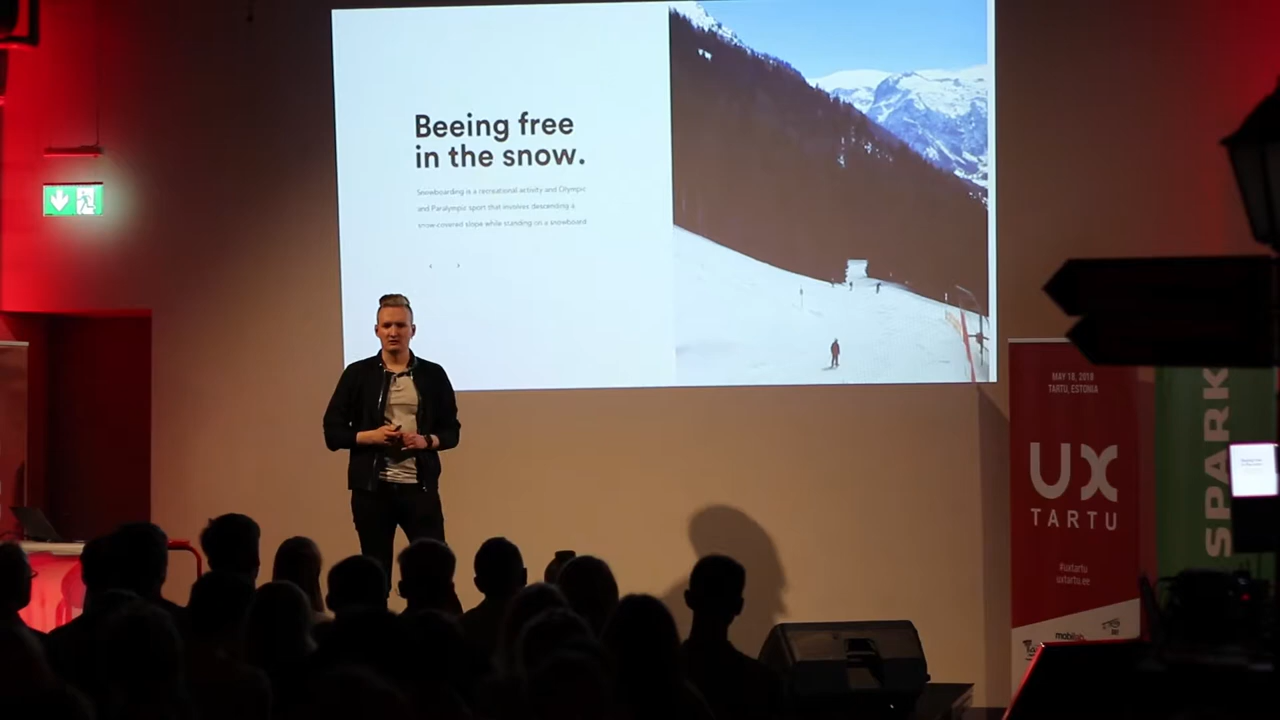 Beeing free
in the snow.
Snowboarding is a recreational activity and Olympic
and Paralympic sport that involves descending a
snow-covered slope while standing on a snowboard
MAY 18, 2018
TARTU, ESTONIA
UX
TARTU
#uxtartu
uxtartu.ee
SPARK